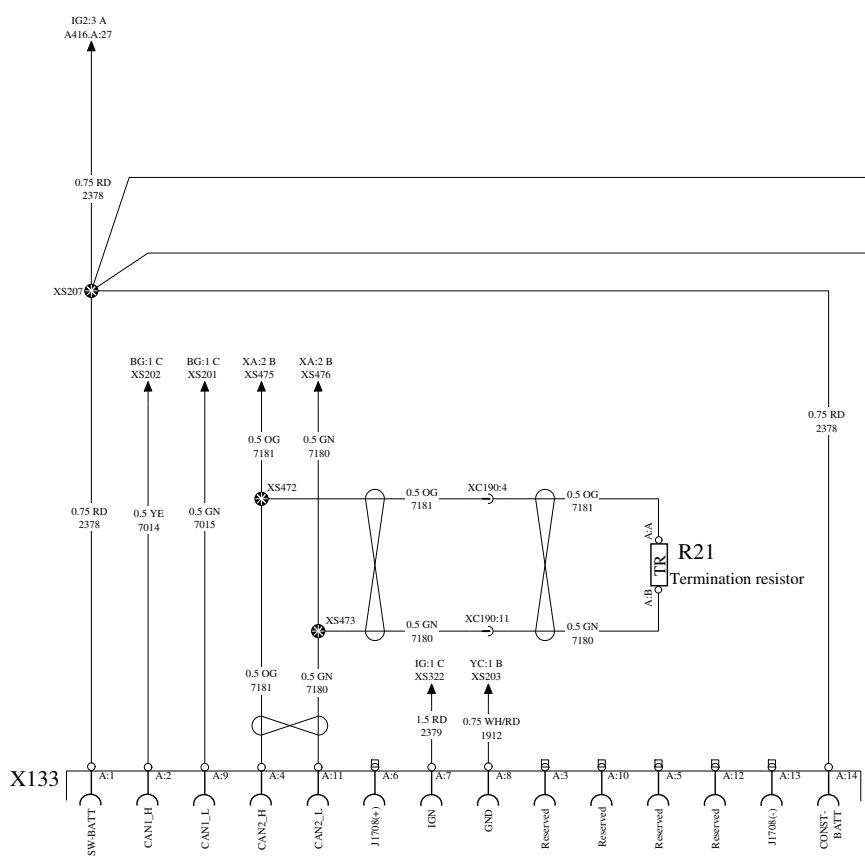 IG2:3 A
A416.A:27
0.75 RD
2378
XS207
BG:1 C
XS202
BG:1 C
XS201
XA:2 B
XS475
XA:2 B
XS476
0.75 RD
2378
0.5 OG
7181
0.5 GN
7180
XS472
0.5 OG
7181
XC190:4
0.5 OG
7181
0.75 RD
2378
0.5 YE
7014
0.5 GN
7015
A:A
TR
R21
Termination resistor
A:B
XS473
0.5 GN
7180
XC190:11
0.5 GN
7180
0.5 OG
7181
0.5 GN
7180
IG:1 C
XS322
YC:1 B
XS203
1.5 RD
2379
0.75 WH/RD
1912
X133
A:1
A:2
A:9
A:4
A:11
A:6
A:7
A:8
A:3
A:10
A:5
A:12
A:13
A:14
SW-BATT
CAN1_H
CAN1_L
CAN2_H
CAN2_L
J1708(+)
IGN
GND
Reserved
Reserved
Reserved
Reserved
J1708(-)
CONST-
BATT